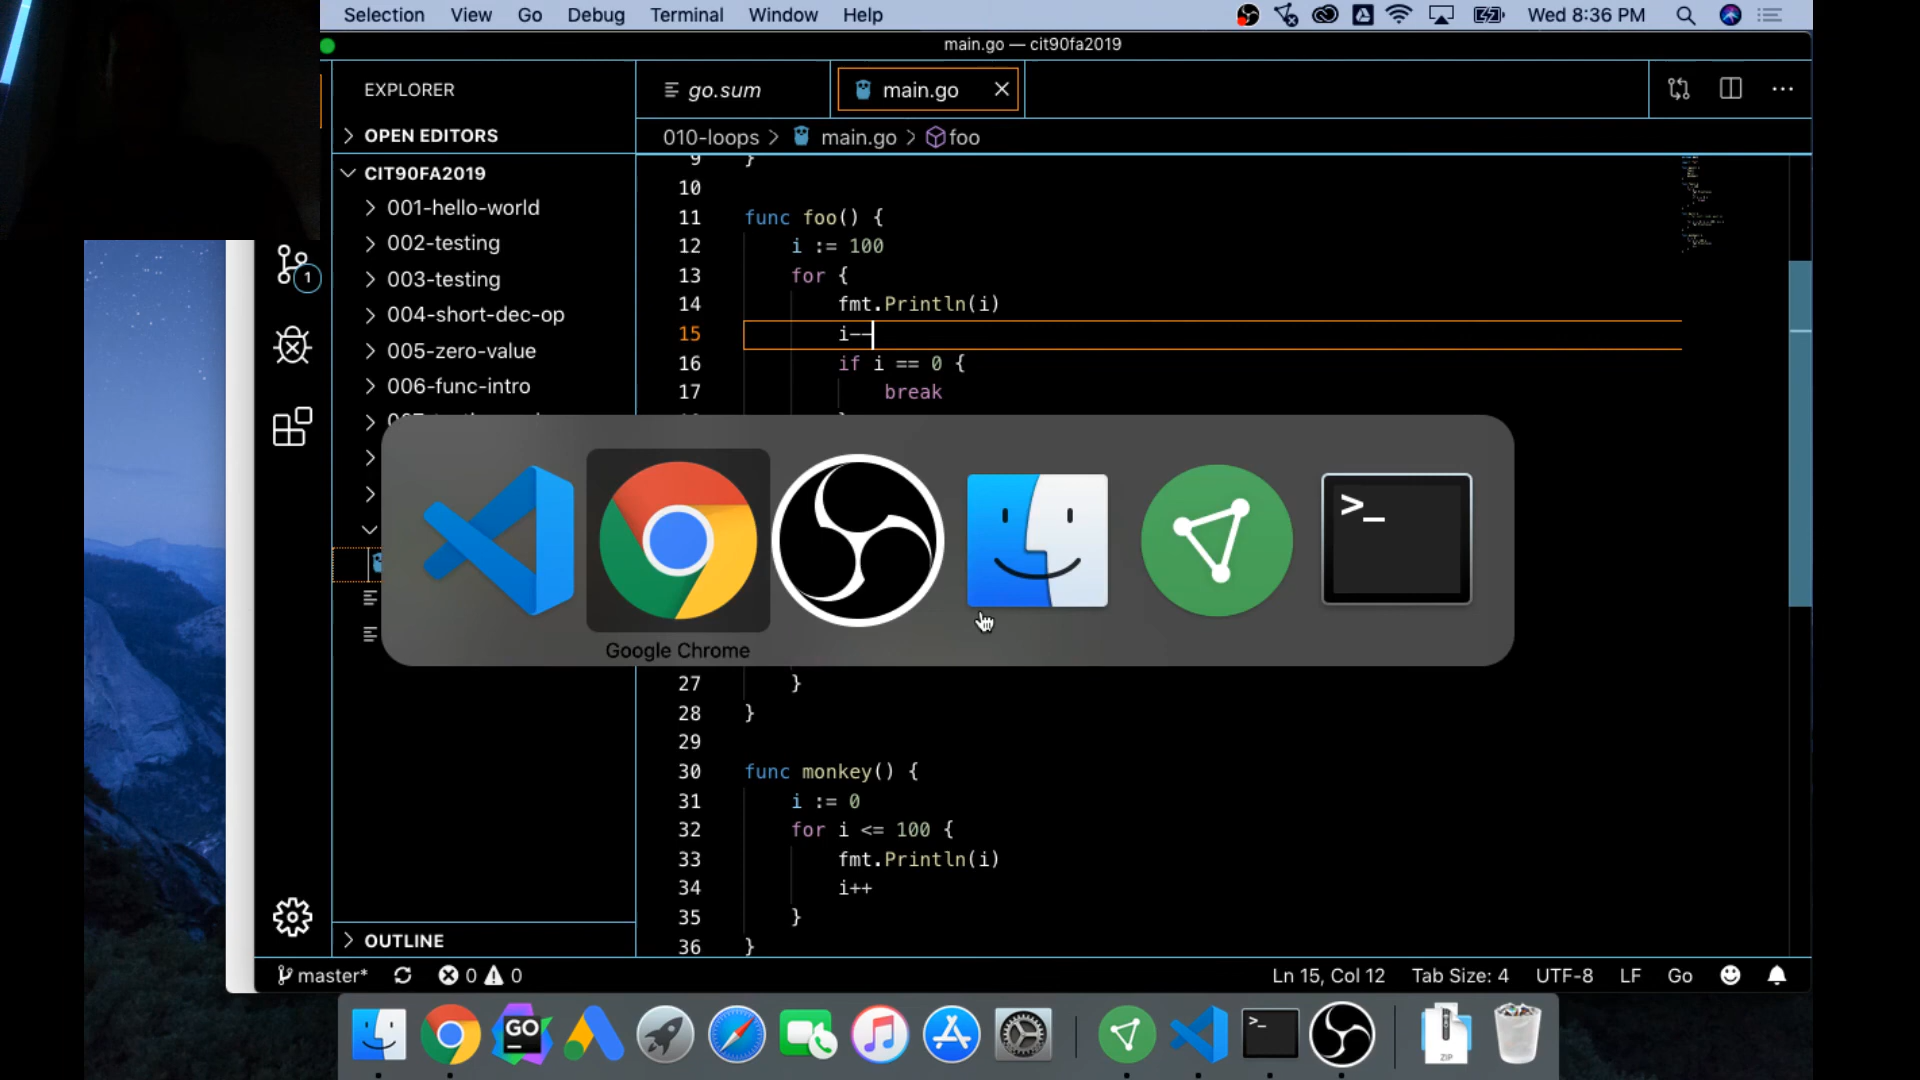 Selection View Go Debug Terminal Window Help Wed 8:36 PM
main.go — cit90fa2019
EXPLORER
OPEN EDITORS
CIT90FA2019
001-hello-world
002-testing
003-testing
004-short-dec-op
005-zero-value
006-func-intro
1
OUTLINE
go.sum main.go
010-loops > main.go > foo
9 }
10
11 func foo() {
12 i := 100
13 for {
14 fmt.Println(i)
15 i--
16 if i == 0 {
17 break
Google Chrome
>_
27 }
28 }
29
30 func monkey() {
31 i := 0
32 for i <= 100 {
33 fmt.Println(i)
34 i++
35 }
36 }
master* 0 0 Ln 15, Col 12 Tab Size: 4 UTF-8 LF Go
GO >_ ZIP